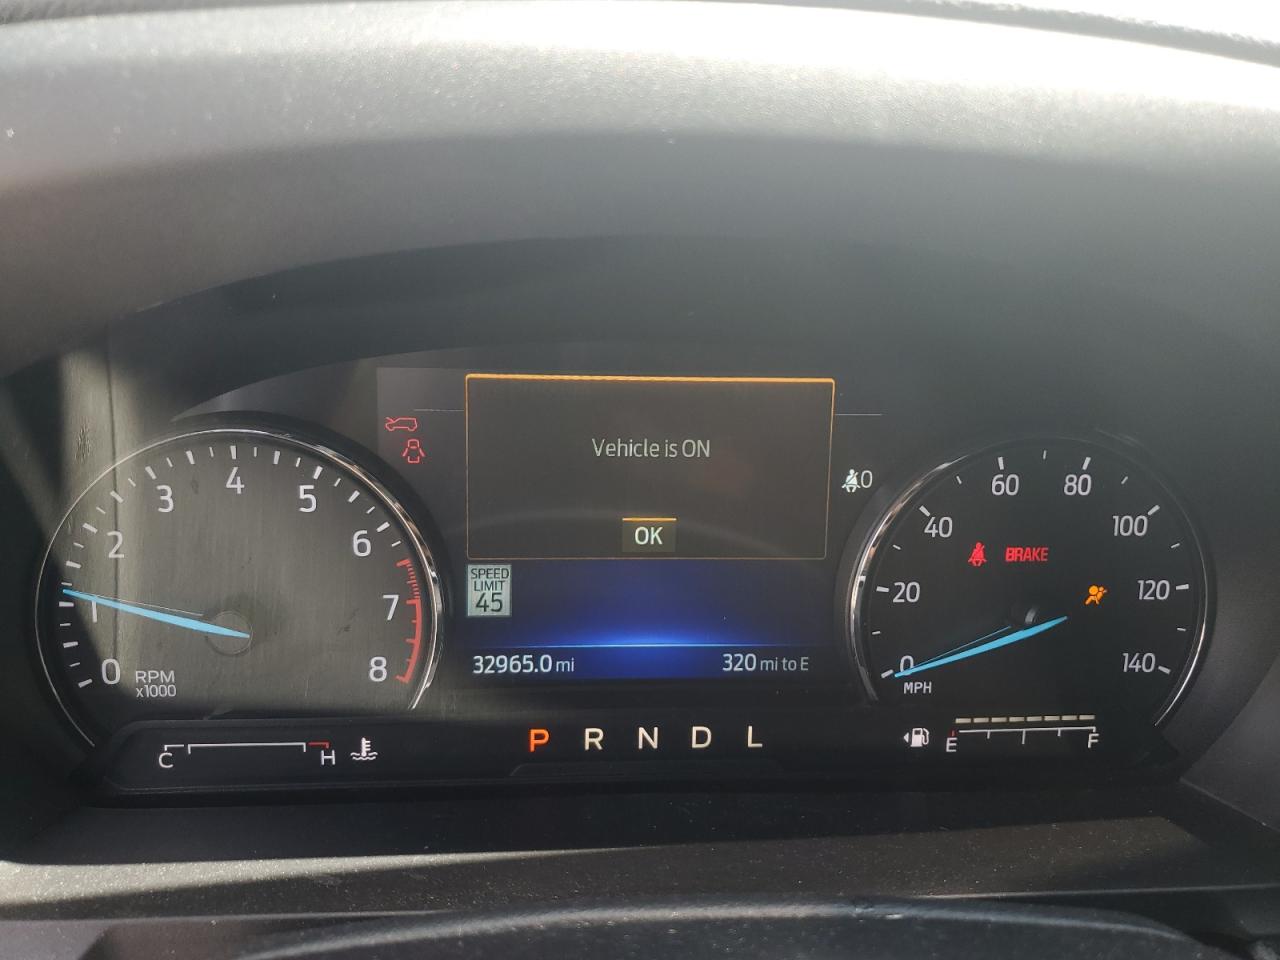 Vehicle is ON
OK
0
0
1
2
3
4
5
6
7
8
RPM
x1000
0
20
40
60
80
100
120
140
MPH
BRAKE
SPEED
LIMIT
45
32965.0 mi
320 mi to E
C
H
P R N D L
E
F